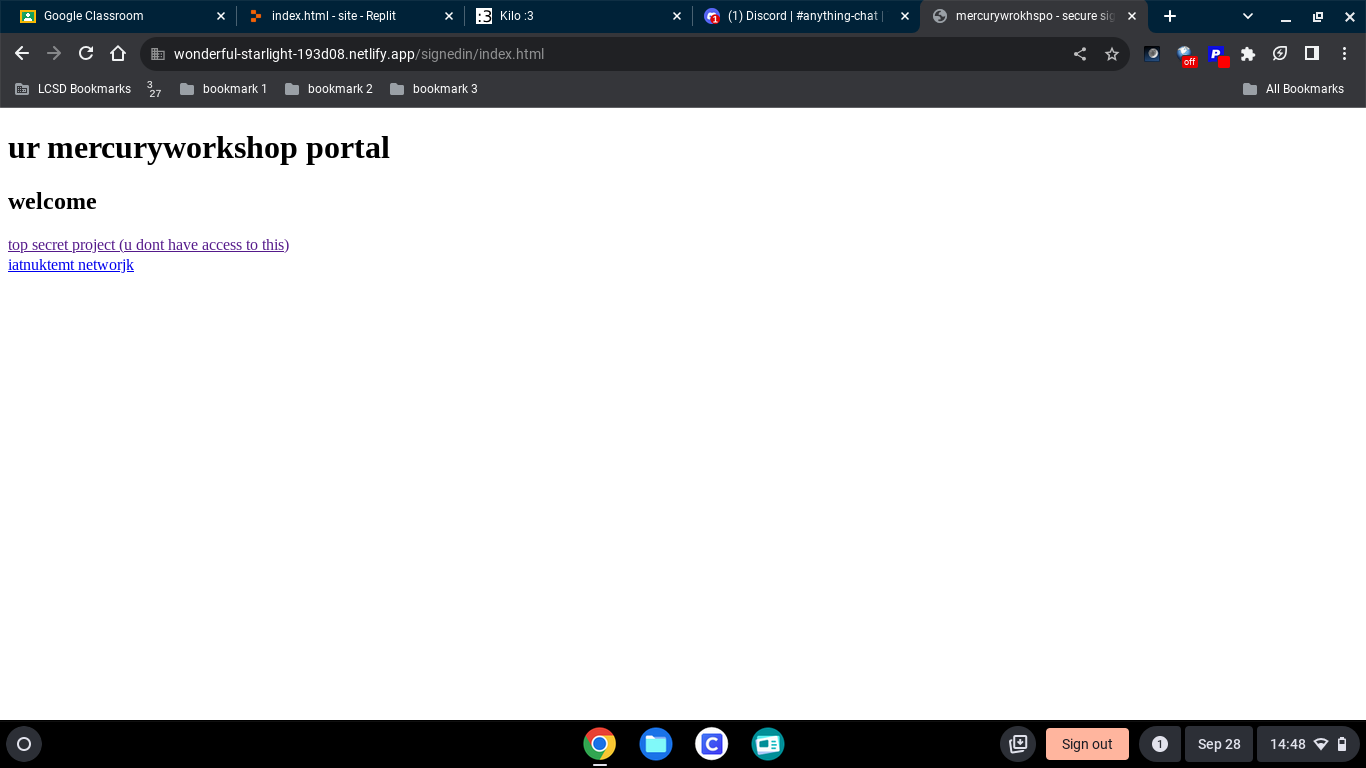 Google Classroom
index.html - site - Replit
:3 Kilo :3
(1) Discord | #anything-chat |
mercurywrokhspo - secure sig
wonderful-starlight-193d08.netlify.app/signedin/index.html
off
P
LCSD Bookmarks
3
27
bookmark 1
bookmark 2
bookmark 3
All Bookmarks
ur mercuryworkshop portal
welcome
top secret project (u dont have access to this)
iatnuktemt networjk
C
Sign out
1
Sep 28
14:48